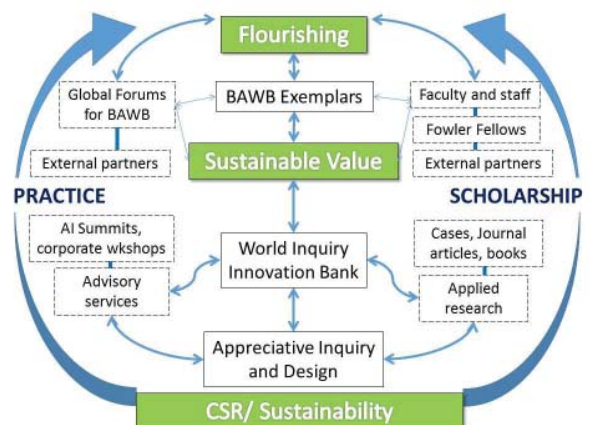 Flourishing
Global Forums
for BAWB
BAWB Exemplars
Faculty and staff
Fowler Fellows
External partners
Sustainable Value
External partners
PRACTICE
SCHOLARSHIP
AI Summits,
corporate wkshops
World Inquiry
Innovation Bank
Cases, Journal
articles, books
Advisory
services
Applied
research
Appreciative Inquiry
and Design
CSR/ Sustainability